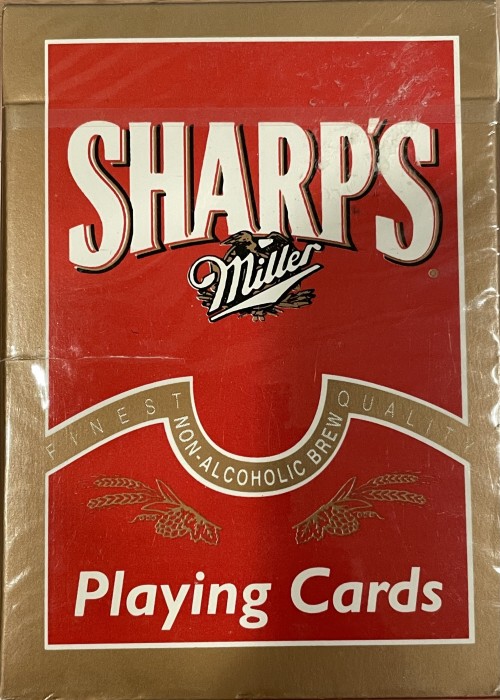 SHARP'S
Miller
®
FINEST QUALITY
NON-ALCOHOLIC BREW
Playing Cards